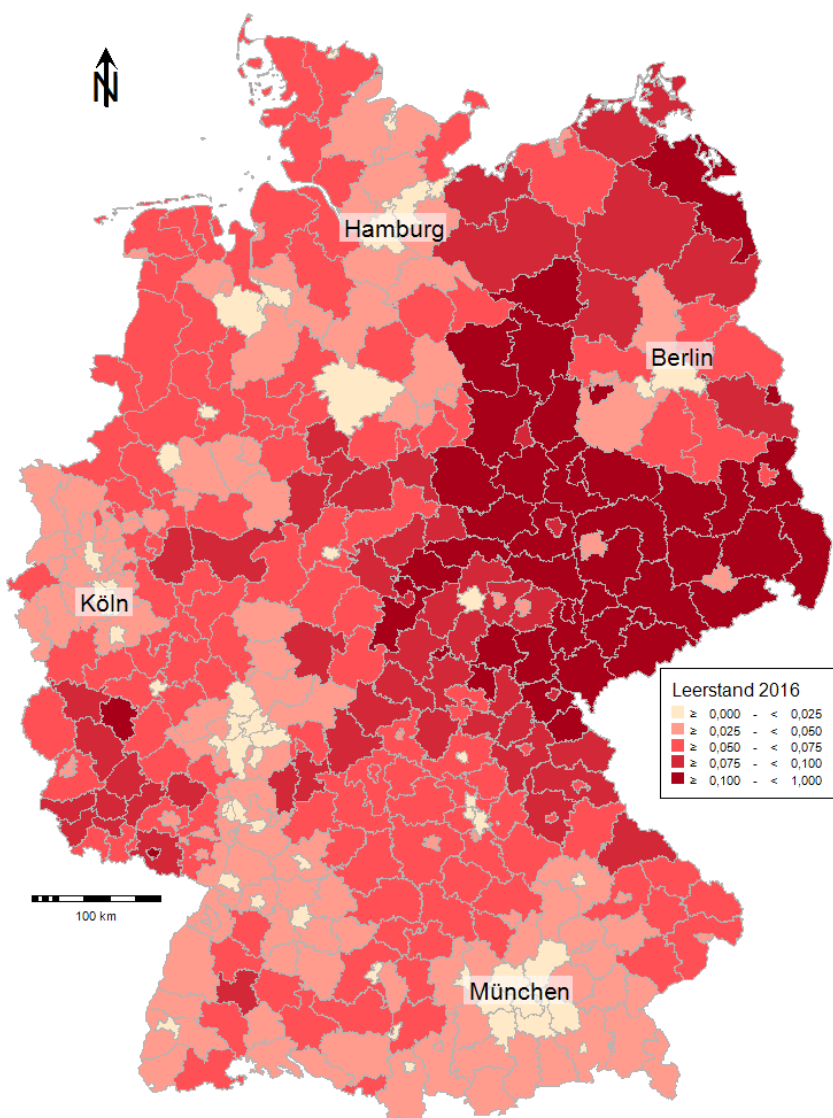 N
Hamburg
Berlin
Köln
Leerstand 2016
≥ 0,000 - < 0,025
≥ 0,025 - < 0,050
≥ 0,050 - < 0,075
≥ 0,075 - < 0,100
≥ 0,100 - < 1,000
100 km
München